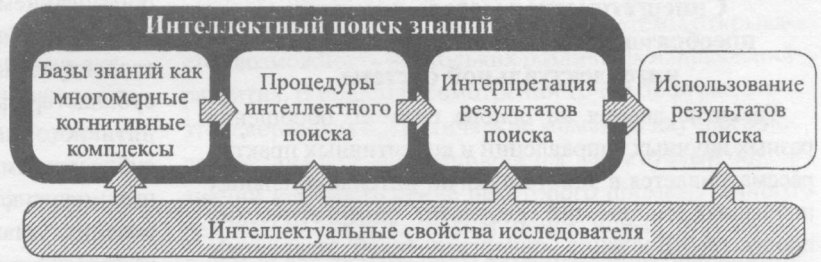 Интеллектный поиск знаний
Базы знаний как
многомерные
когнитивные
комплексы
Процедуры
интеллектного
поиска
Интерпретация
результатов
поиска
Использование
результатов
поиска
Интеллектуальные свойства исследователя